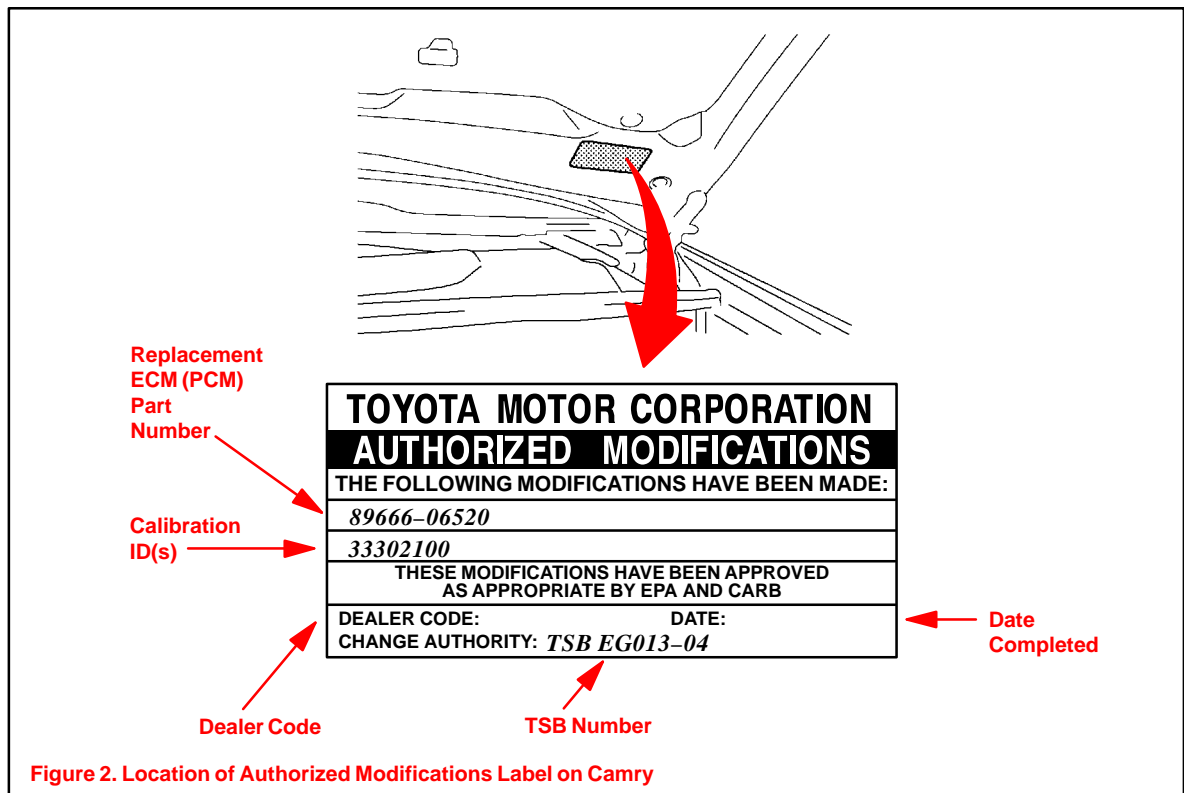 Replacement
ECM (PCM)
Part
Number
TOYOTA MOTOR CORPORATION
AUTHORIZED MODIFICATIONS
THE FOLLOWING MODIFICATIONS HAVE BEEN MADE:
89666–06520
Calibration
ID(s)
33302100
THESE MODIFICATIONS HAVE BEEN APPROVED
AS APPROPRIATE BY EPA AND CARB
DEALER CODE: DATE:
CHANGE AUTHORITY: TSB EG013–04
Date
Completed
Dealer Code
TSB Number
Figure 2. Location of Authorized Modifications Label on Camry